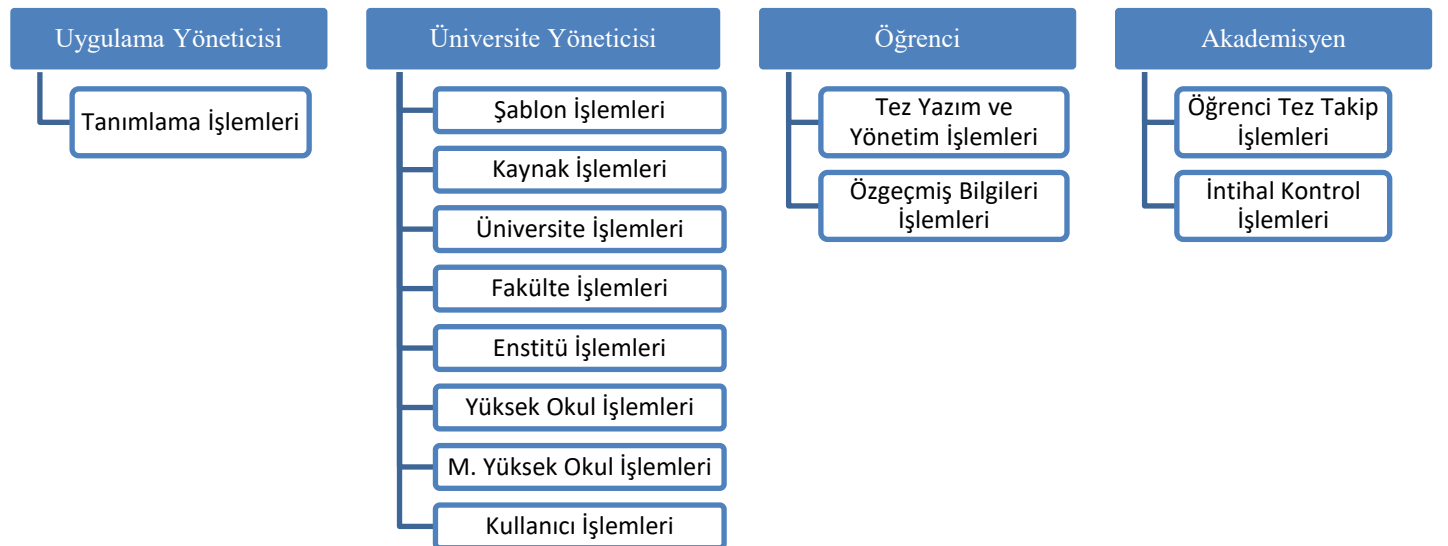 Uygulama Yöneticisi
Tanımlama İşlemleri
Üniversite Yöneticisi
Şablon İşlemleri
Kaynak İşlemleri
Üniversite İşlemleri
Fakülte İşlemleri
Enstitü İşlemleri
Yüksek Okul İşlemleri
M. Yüksek Okul İşlemleri
Kullanıcı İşlemleri
Öğrenci
Tez Yazım ve
Yönetim İşlemleri
Özgeçmiş Bilgileri
İşlemleri
Akademisyen
Öğrenci Tez Takip
İşlemleri
İntihal Kontrol
İşlemleri